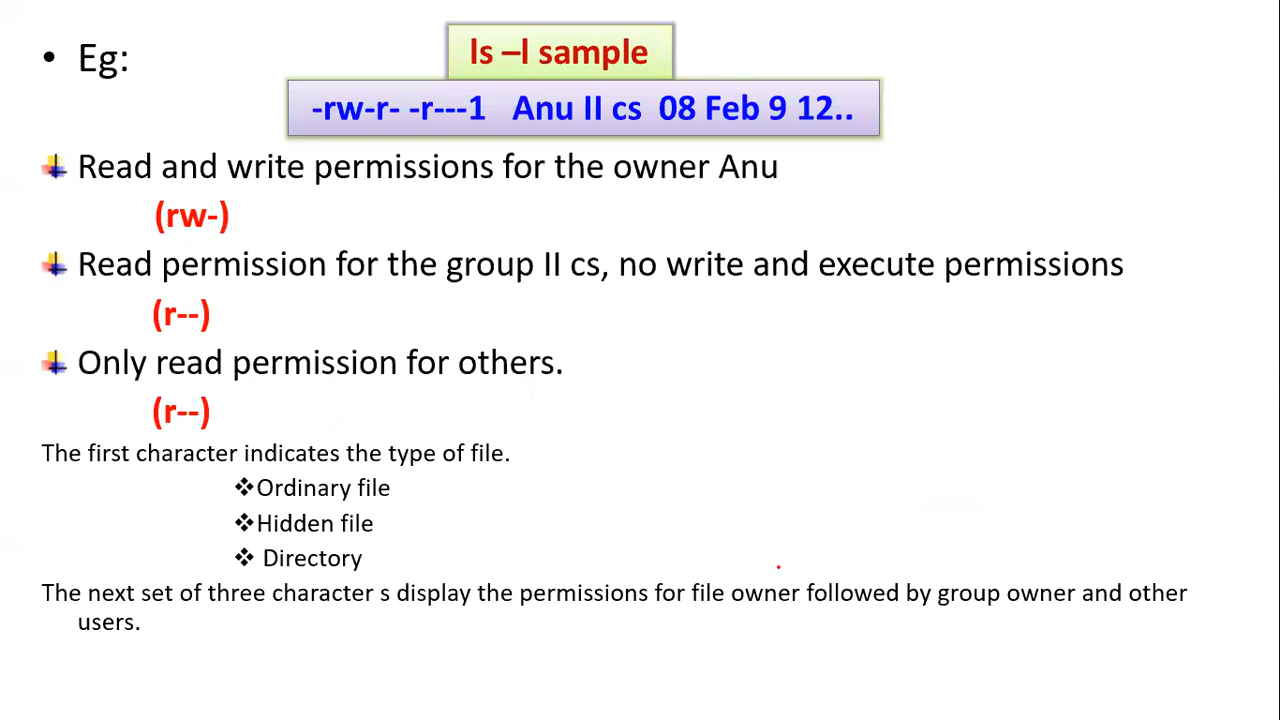 • Eg:
ls –l sample
-rw-r- -r---1 Anu II cs 08 Feb 9 12..
Read and write permissions for the owner Anu
(rw-)
Read permission for the group II cs, no write and execute permissions
(r--)
Only read permission for others.
(r--)
The first character indicates the type of file.
❖Ordinary file
❖Hidden file
❖ Directory
The next set of three character s display the permissions for file owner followed by group owner and other
users.